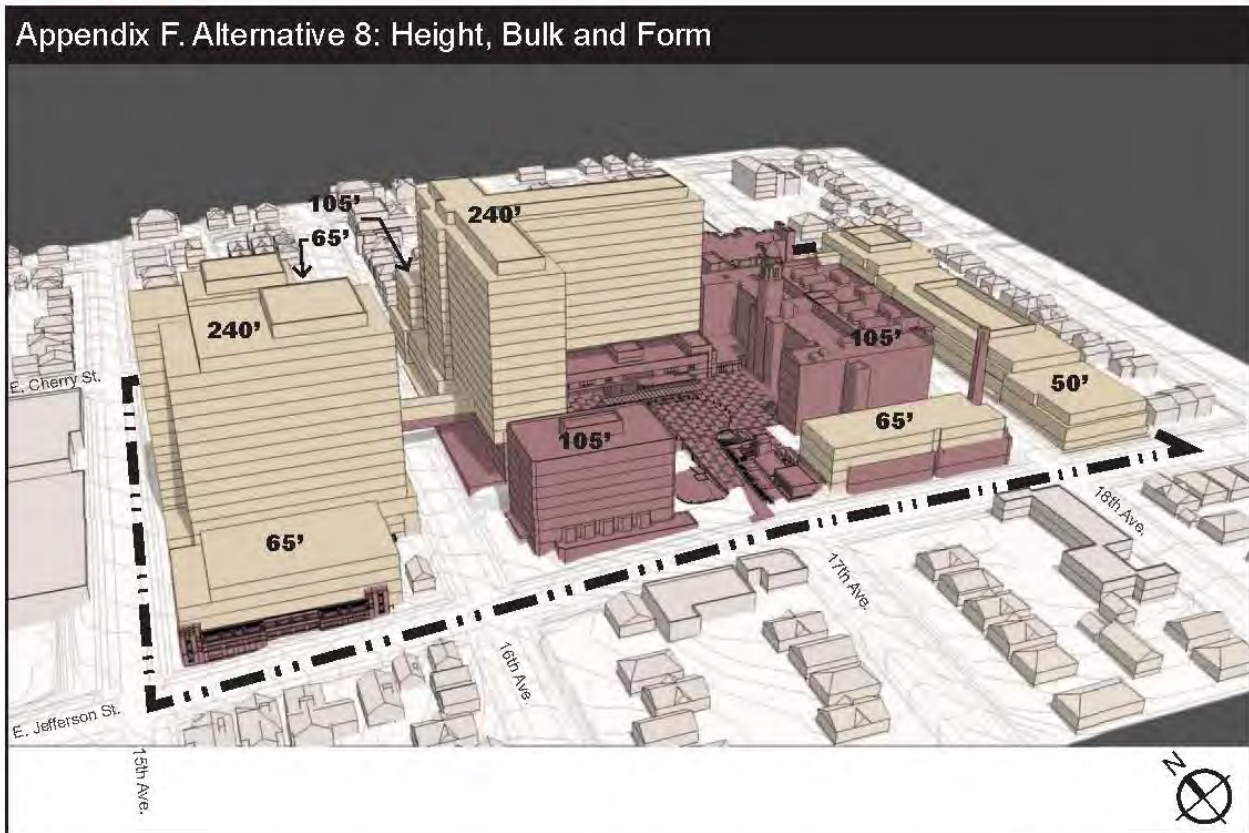 Appendix F. Alternative 8: Height, Bulk and Form
105'
240'
65'
240'
105'
E. Cherry St.
50'
65'
105'
65'
18th Ave.
17th Ave.
16th Ave.
E. Jefferson St.
15th Ave.
N